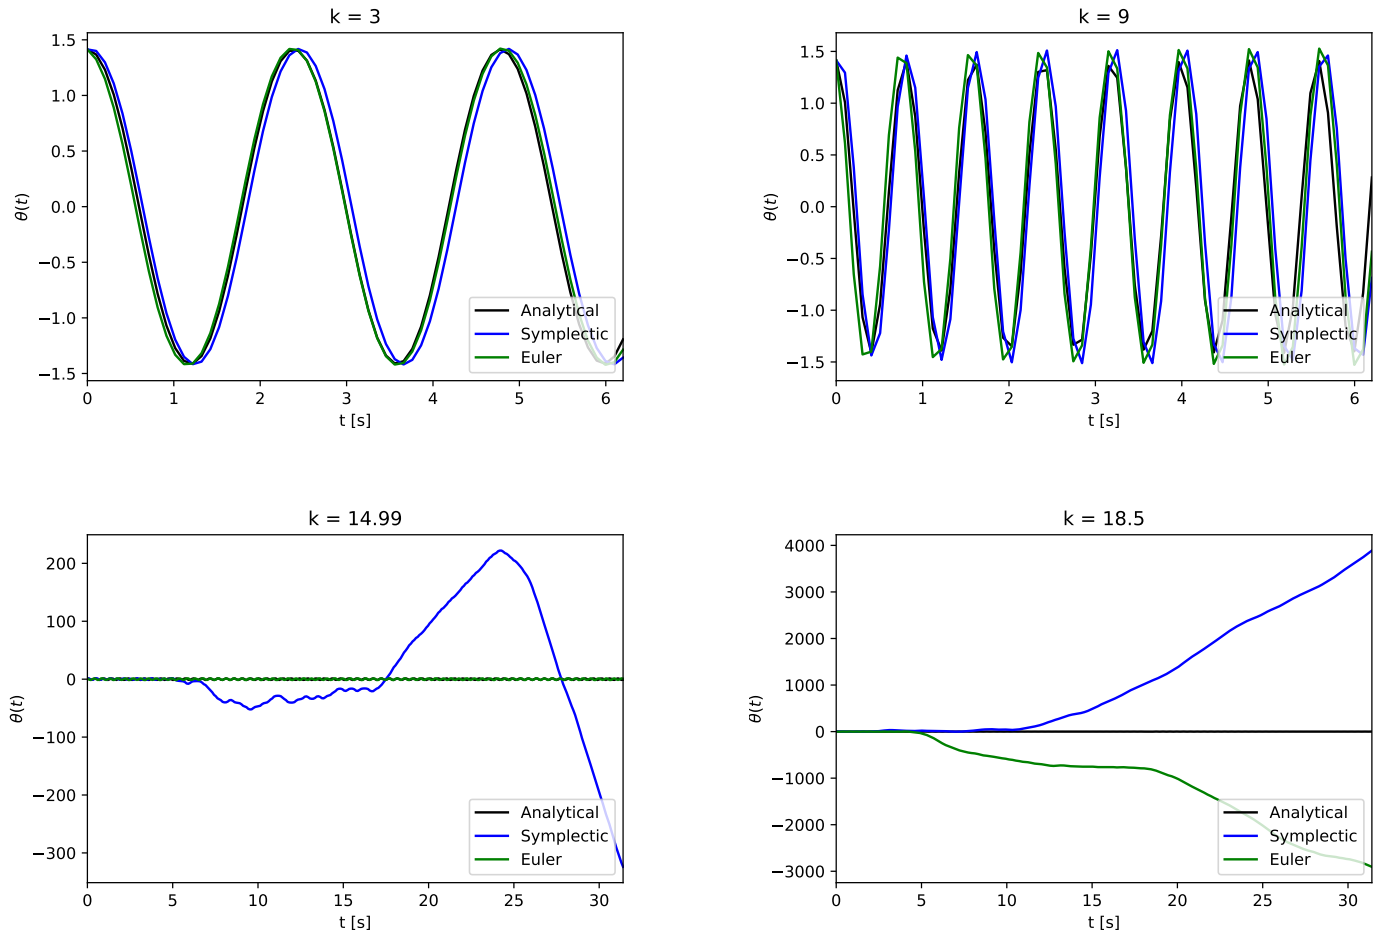 k = 3
1.5
1.0
0.5
0.0
−0.5
−1.0
−1.5
θ(t)
0 1 2 3 4 5 6
t [s]
Analytical
Symplectic
Euler
k = 9
1.5
1.0
0.5
0.0
−0.5
−1.0
−1.5
θ(t)
0 1 2 3 4 5 6
t [s]
Analytical
Symplectic
Euler
k = 14.99
200
100
0
−100
−200
−300
θ(t)
0 5 10 15 20 25 30
t [s]
Analytical
Symplectic
Euler
k = 18.5
4000
3000
2000
1000
0
−1000
−2000
−3000
θ(t)
0 5 10 15 20 25 30
t [s]
Analytical
Symplectic
Euler